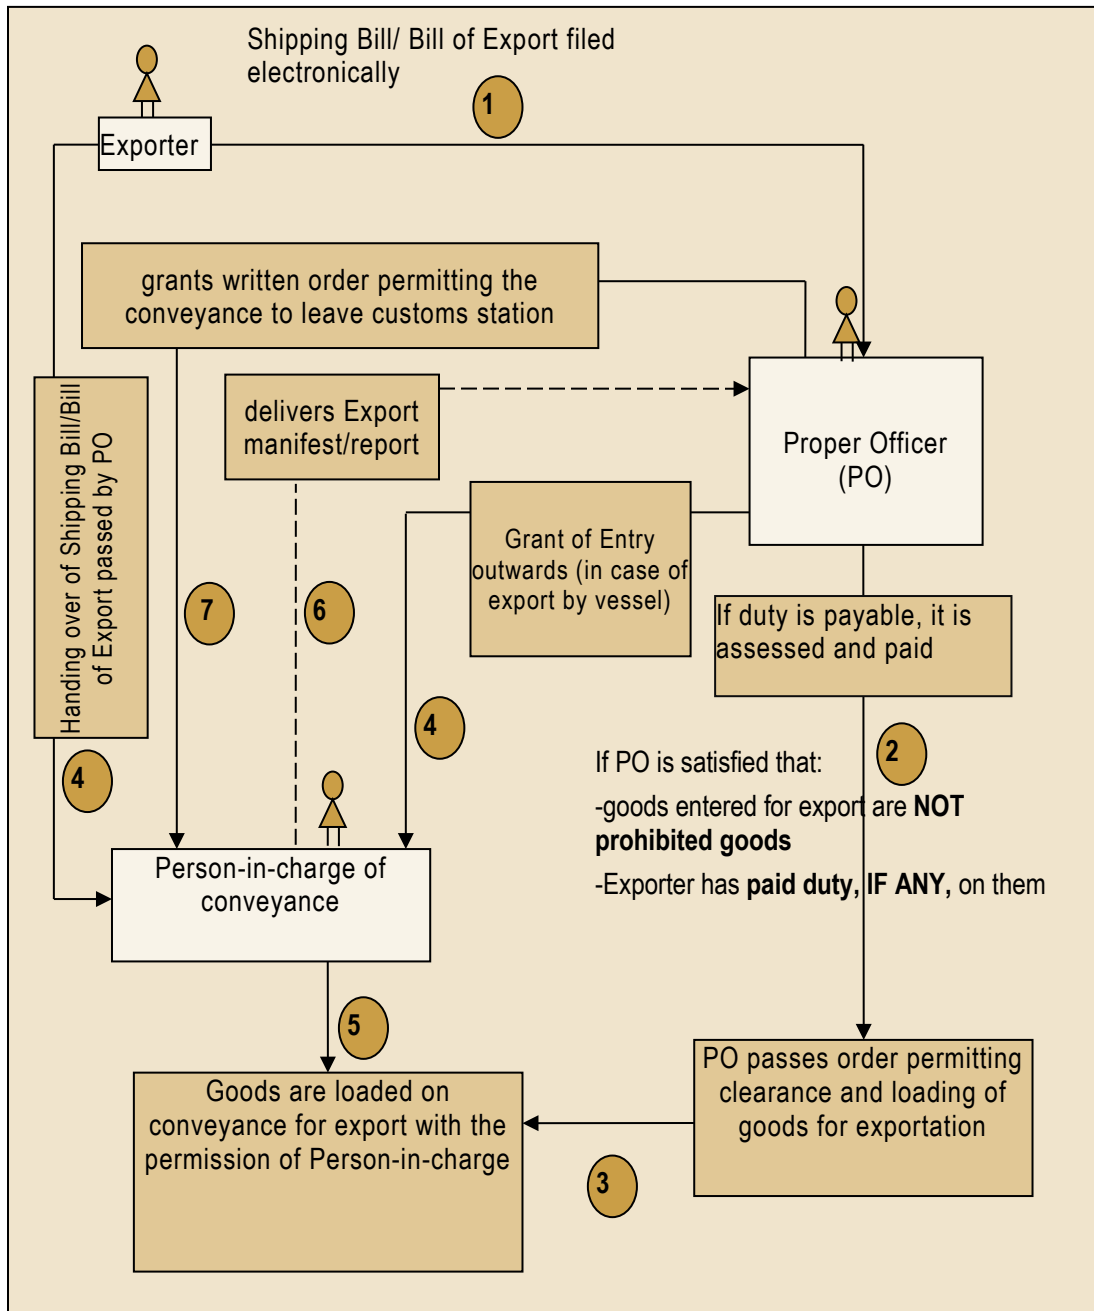 Shipping Bill/ Bill of Export filed
electronically
1
Exporter
grants written order permitting the
conveyance to leave customs station
Handing over of Shipping Bill/Bill
of Export passed by PO
delivers Export
manifest/report
Proper Officer
(PO)
Grant of Entry
outwards (in case of
export by vessel)
7
6
If duty is payable, it is
assessed and paid
4
4
2
If PO is satisfied that:
-goods entered for export are NOT
prohibited goods
-Exporter has paid duty, IF ANY, on them
Person-in-charge of
conveyance
5
PO passes order permitting
clearance and loading of
goods for exportation
Goods are loaded on
conveyance for export with the
permission of Person-in-charge
3